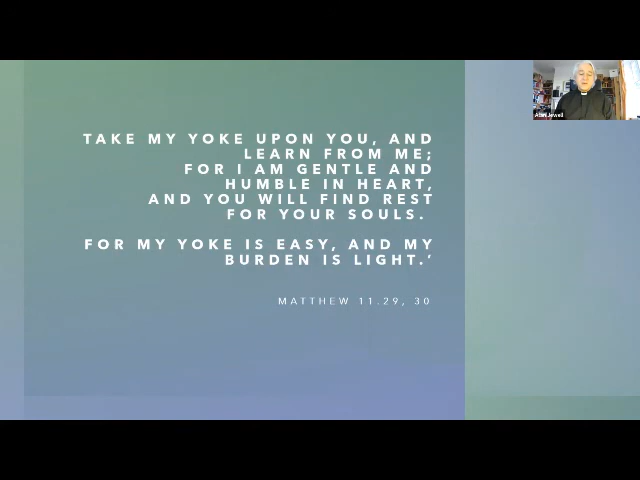 TAKE MY YOKE UPON YOU, AND
LEARN FROM ME;
FOR I AM GENTLE AND
HUMBLE IN HEART,
AND YOU WILL FIND REST
FOR YOUR SOULS.
FOR MY YOKE IS EASY, AND MY
BURDEN IS LIGHT.’
MATTHEW 11.29, 30
Alan Jewell